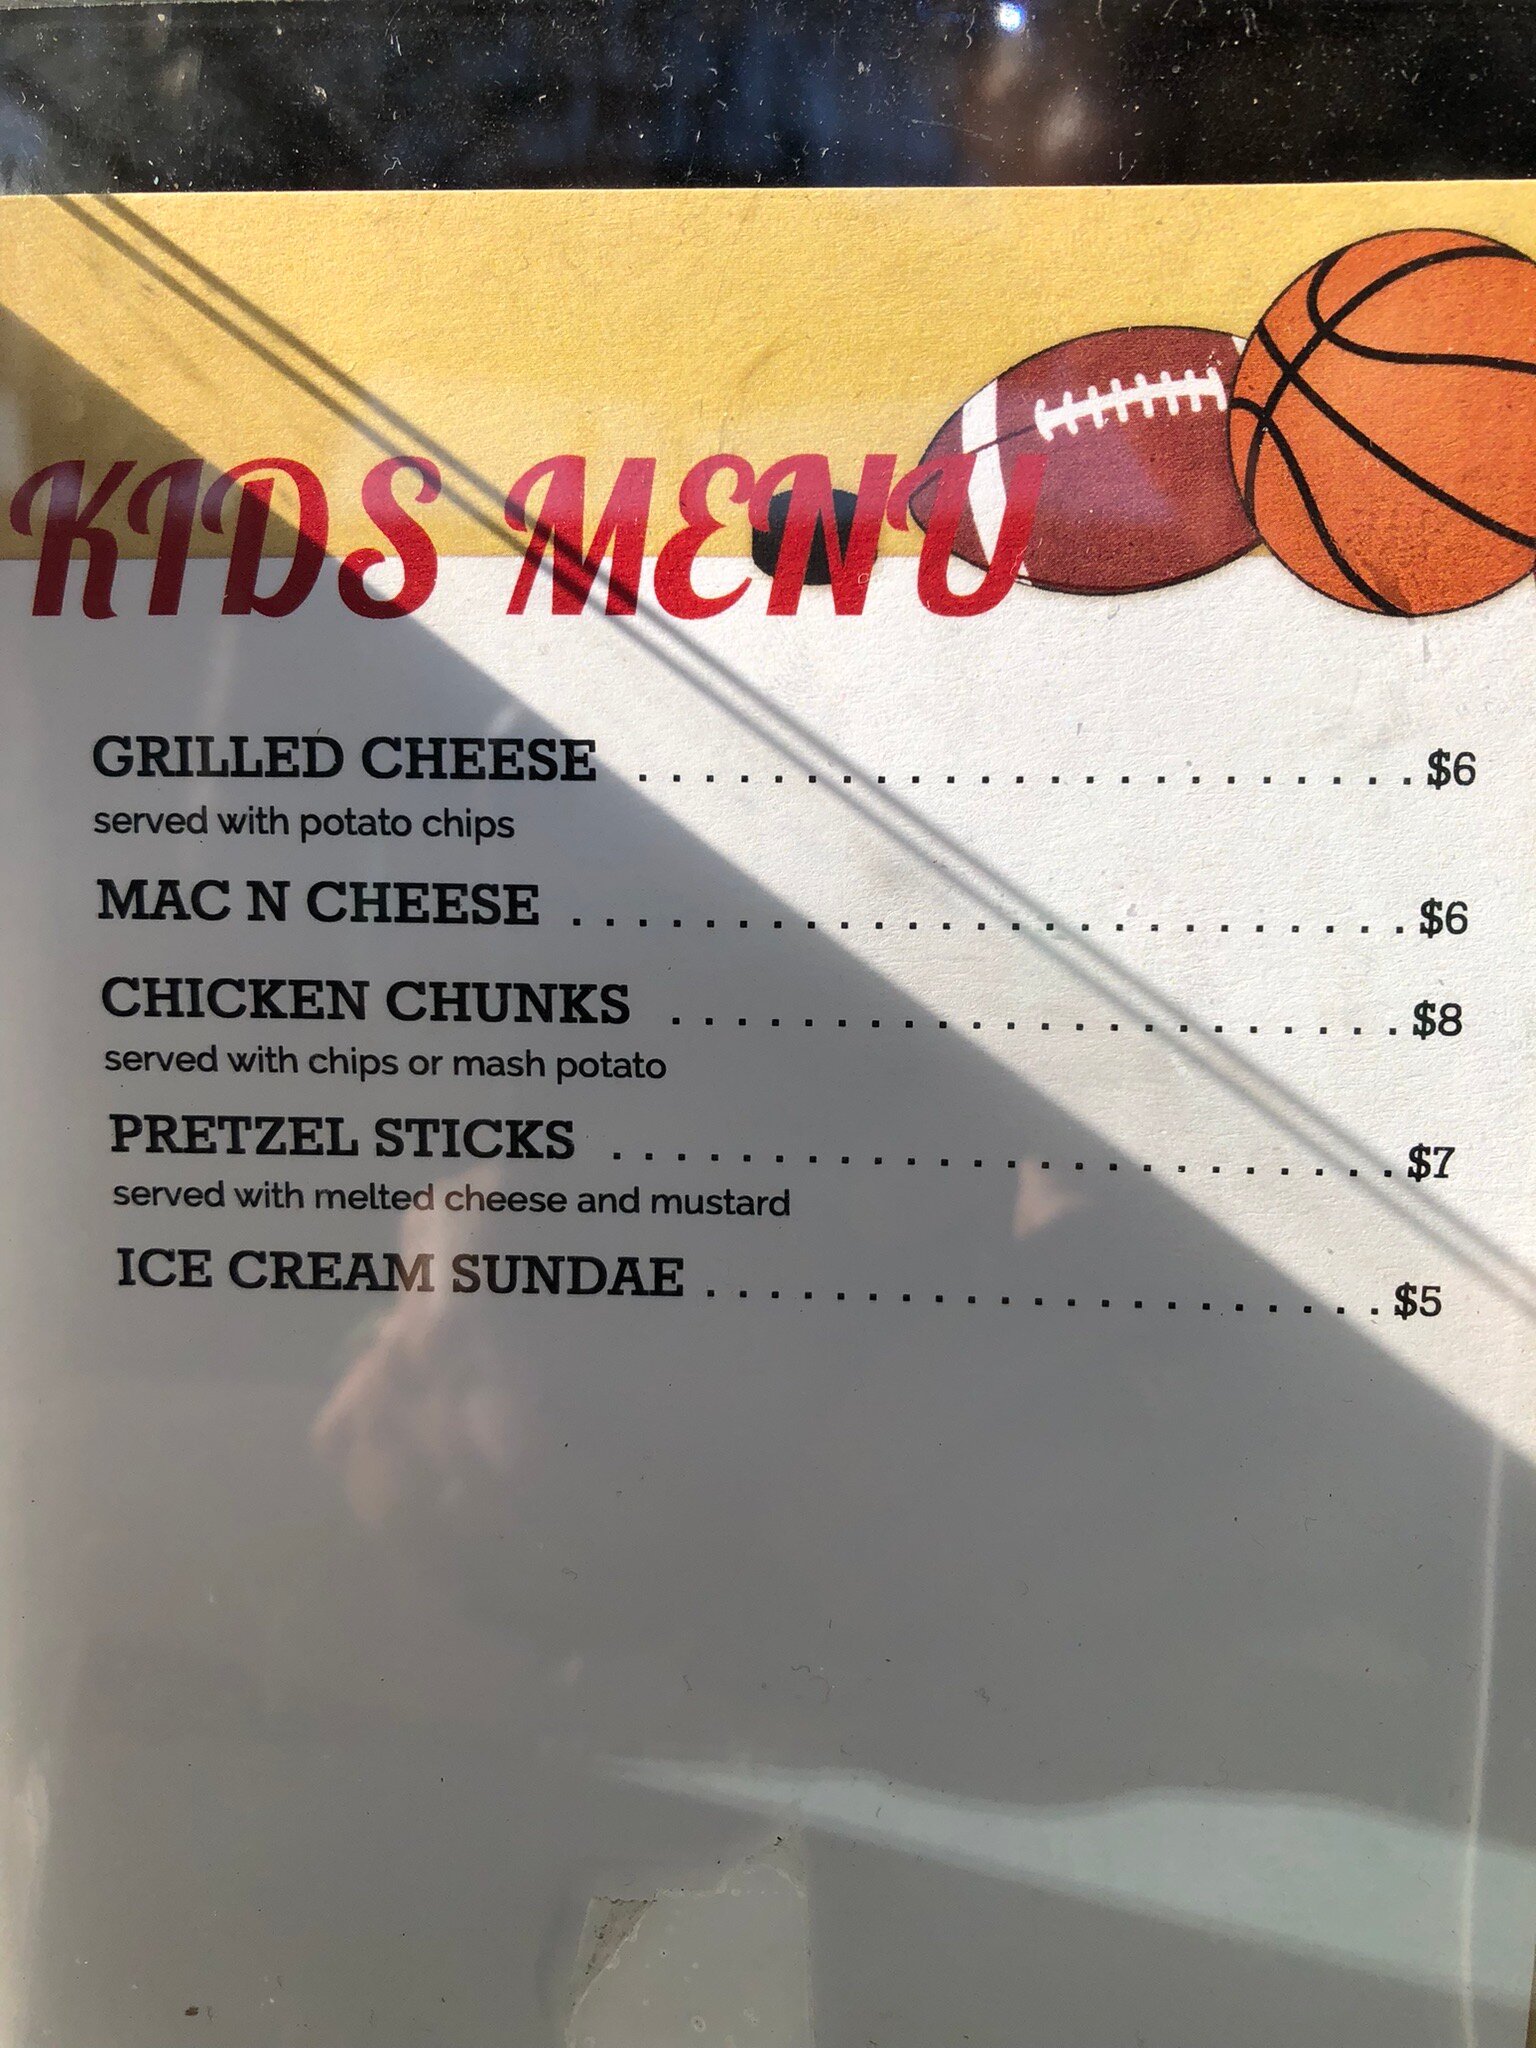 KIDS MENU
GRILLED CHEESE . . . . . . . . . . . . . . . . . . . . . . . . $6
served with potato chips
MAC N CHEESE . . . . . . . . . . . . . . . . . . . . . . . . . . $6
CHICKEN CHUNKS . . . . . . . . . . . . . . . . . . . . . . $8
served with chips or mash potato
PRETZEL STICKS . . . . . . . . . . . . . . . . . . . . . . . . $7
served with melted cheese and mustard
ICE CREAM SUNDAE . . . . . . . . . . . . . . . . . . . . . $5